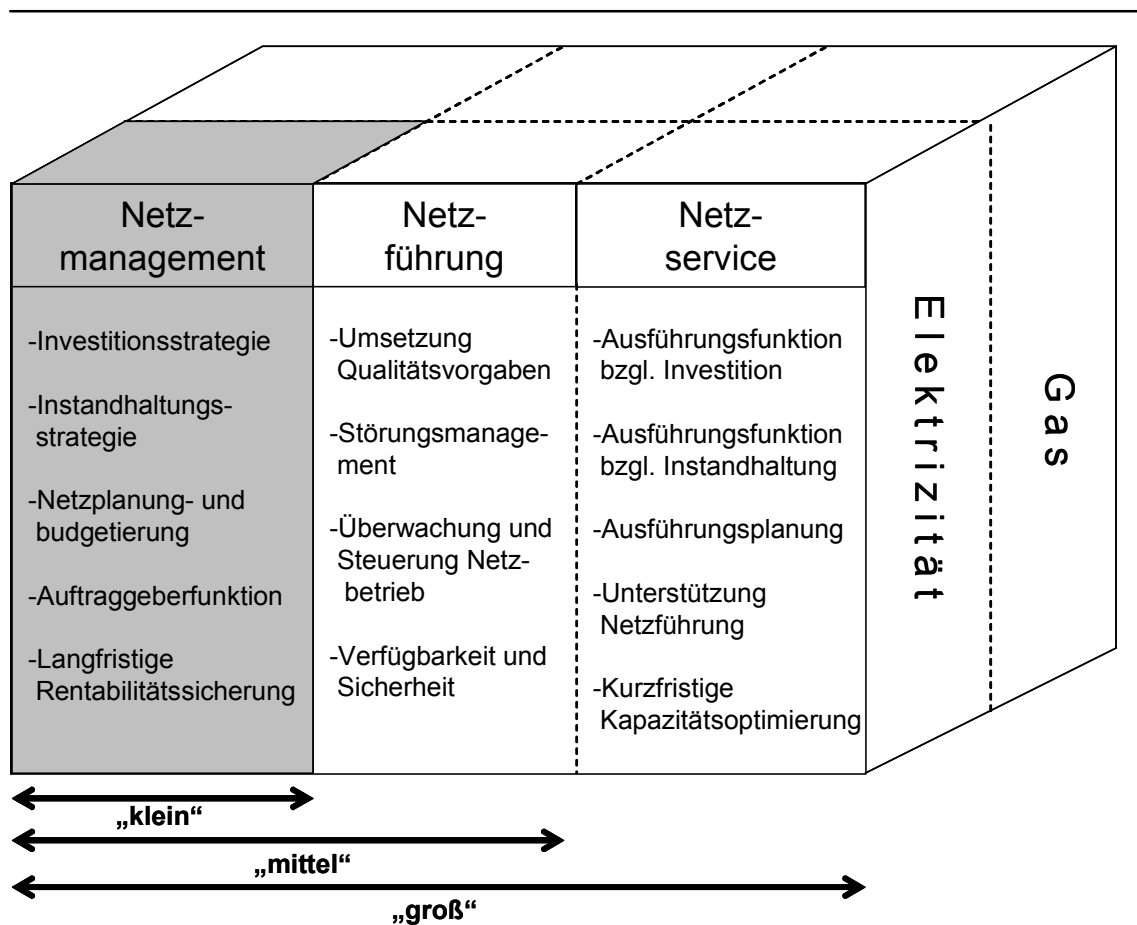 Netz-
management
-Investitionsstrategie
-Instandhaltungs-
strategie
-Netzplanung- und
budgetierung
-Auftraggeberfunktion
-Langfristige
Rentabilitätssicherung
Netz-
führung
-Umsetzung
Qualitätsvorgaben
-Störungsmanage-
ment
-Überwachung und
Steuerung Netz-
betrieb
-Verfügbarkeit und
Sicherheit
Netz-
service
-Ausführungsfunktion
bzgl. Investition
-Ausführungsfunktion
bzgl. Instandhaltung
-Ausführungsplanung
-Unterstützung
Netzführung
-Kurzfristige
Kapazitätsoptimierung
Elektrizität
Gas
„klein“
„mittel“
„groß“